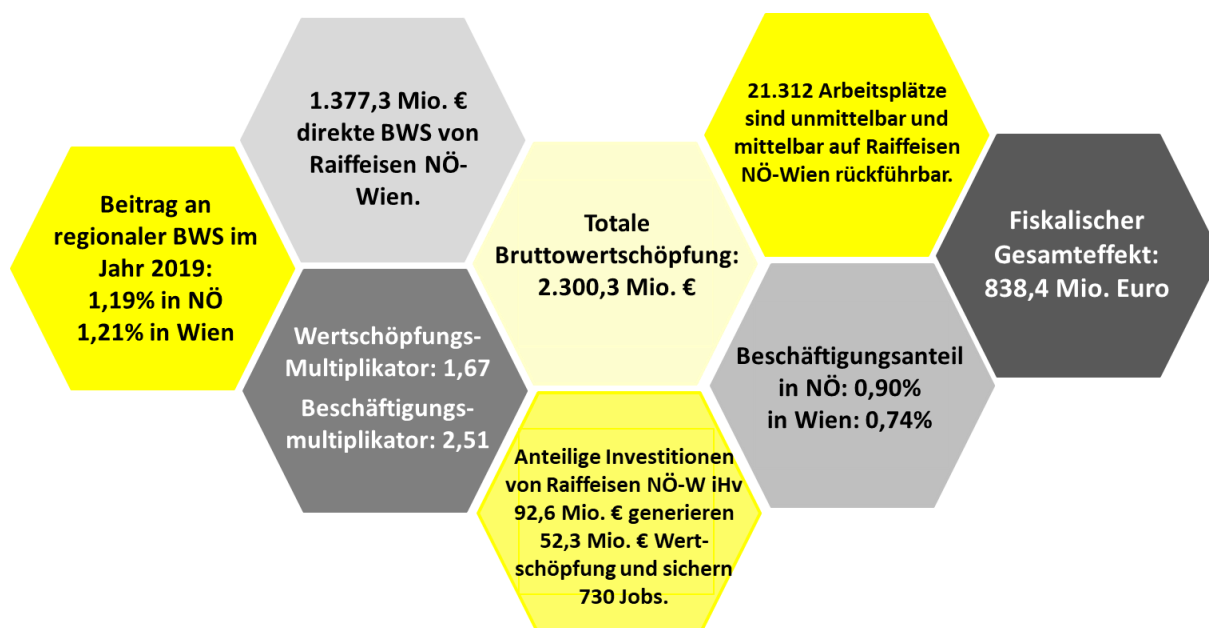 1.377,3 Mio. €
direkte BWS von
Raiffeisen NÖ-
Wien.
21.312 Arbeitsplätze
sind unmittelbar und
mittelbar auf Raiffeisen
NÖ-Wien rückführbar.
Beitrag an
regionaler BWS im
Jahr 2019:
1,19% in NÖ
1,21% in Wien
Totale
Bruttowertschöpfung:
2.300,3 Mio. €
Fiskalischer
Gesamteffekt:
838,4 Mio. Euro
Wertschöpfungs-
Multiplikator: 1,67
Beschäftigungs-
multiplikator: 2,51
Beschäftigungsanteil
in NÖ: 0,90%
in Wien: 0,74%
Anteilige Investitionen
von Raiffeisen NÖ-W iHv
92,6 Mio. € generieren
52,3 Mio. € Wert-
schöpfung und sichern
730 Jobs.